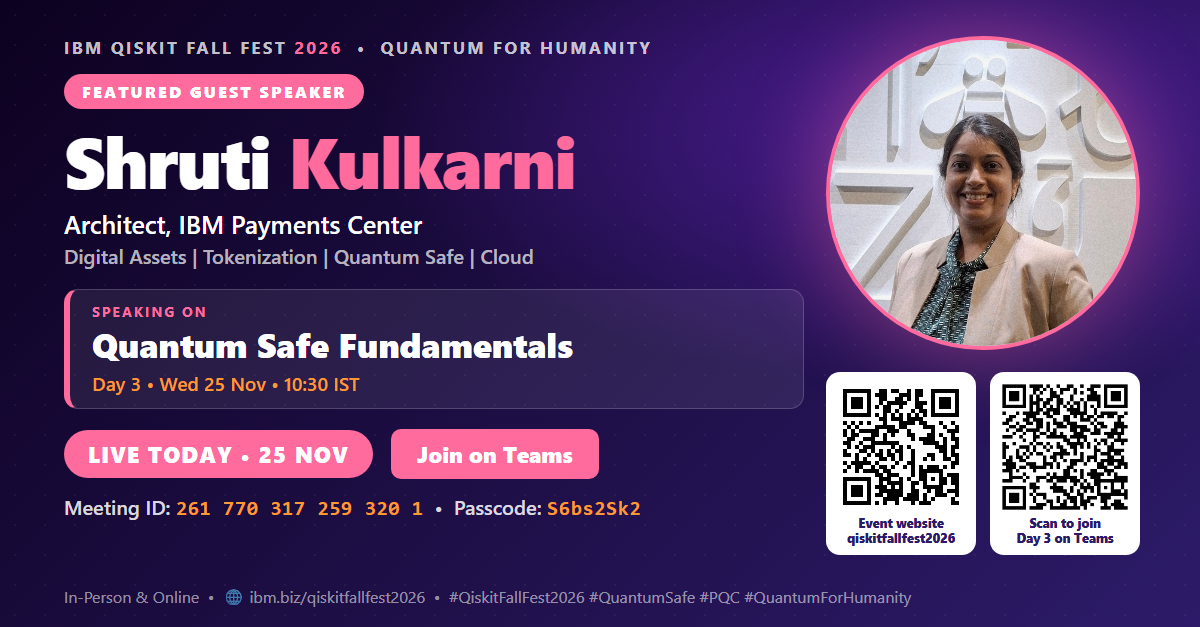 IBM QISKIT FALL FEST 2026 • QUANTUM FOR HUMANITY
FEATURED GUEST SPEAKER
Shruti Kulkarni
Architect, IBM Payments Center
Digital Assets | Tokenization | Quantum Safe | Cloud
SPEAKING ON
Quantum Safe Fundamentals
Day 3 • Wed 25 Nov • 10:30 IST
LIVE TODAY • 25 NOV
Join on Teams
Meeting ID: 261 770 317 259 320 1 • Passcode: S6bs2Sk2
Event website
qiskitfallfest2026
Scan to join
Day 3 on Teams
In-Person & Online • 🌐 ibm.biz/qiskitfallfest2026 • #QiskitFallFest2026 #QuantumSafe #PQC #QuantumForHumanity